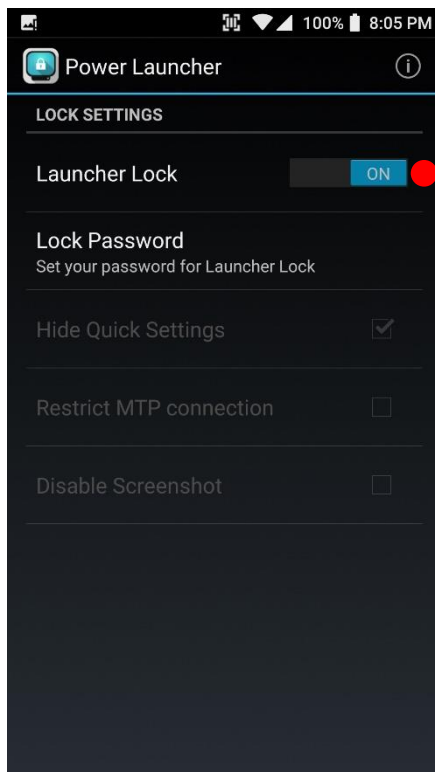 100% 8:05 PM
Power Launcher
LOCK SETTINGS
Launcher Lock ON
Lock Password
Set your password for Launcher Lock
Hide Quick Settings
Restrict MTP connection
Disable Screenshot